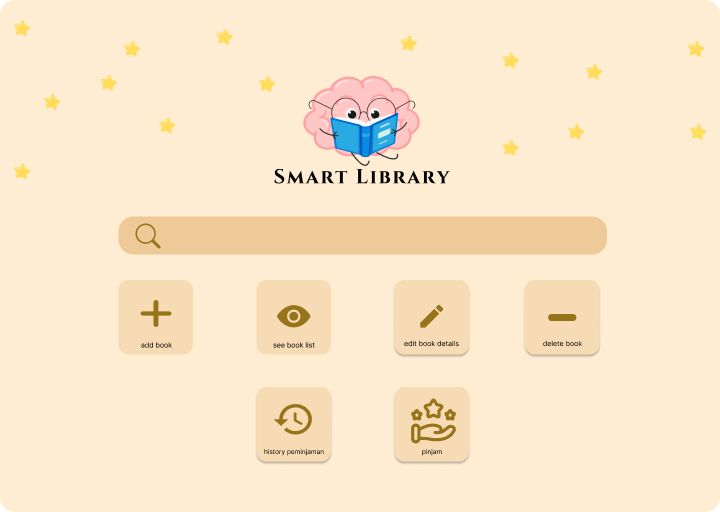 Smart Library
add book
see book list
edit book details
delete book
history peminjaman
pinjam